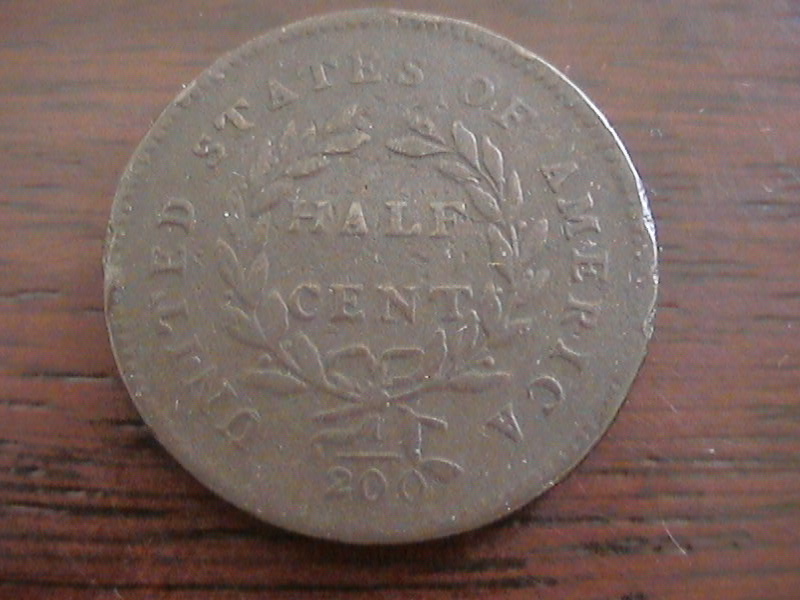 UNITED STATES OF AMERICA
HALF
CENT
1
200